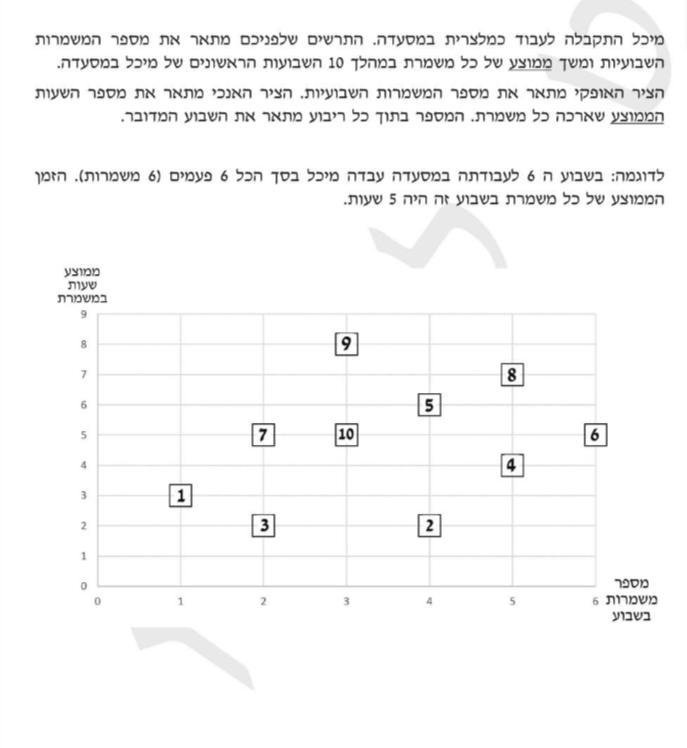 מיכל התקבלה לעבוד כמלצרית במסעדה. התרשים שלפניכם מתאר את מספר המשמרות
השבועיות ומשך ממוצע של כל משמרת במהלך 10 השבועות הראשונים של מיכל במסעדה.
הציר האופקי מתאר את מספר המשמרות השבועיות. הציר האנכי מתאר את מספר השעות
הממוצע שארכה כל משמרת. המספר בתוך כל ריבוע מתאר את השבוע המדובר.
לדוגמה: בשבוע ה 6 לעבודתה במסעדה עבדה מיכל בסך הכל 6 פעמים (6 משמרות). הזמן
הממוצע של כל משמרת בשבוע זה היה 5 שעות.
ממוצע
שעות
במשמרת
9
8 9
7 8
6 5
5 7 10 6
4 4
3 1
2 3 2
1
0
0 1 2 3 4 5 6
מספר
משמרות
בשבוע